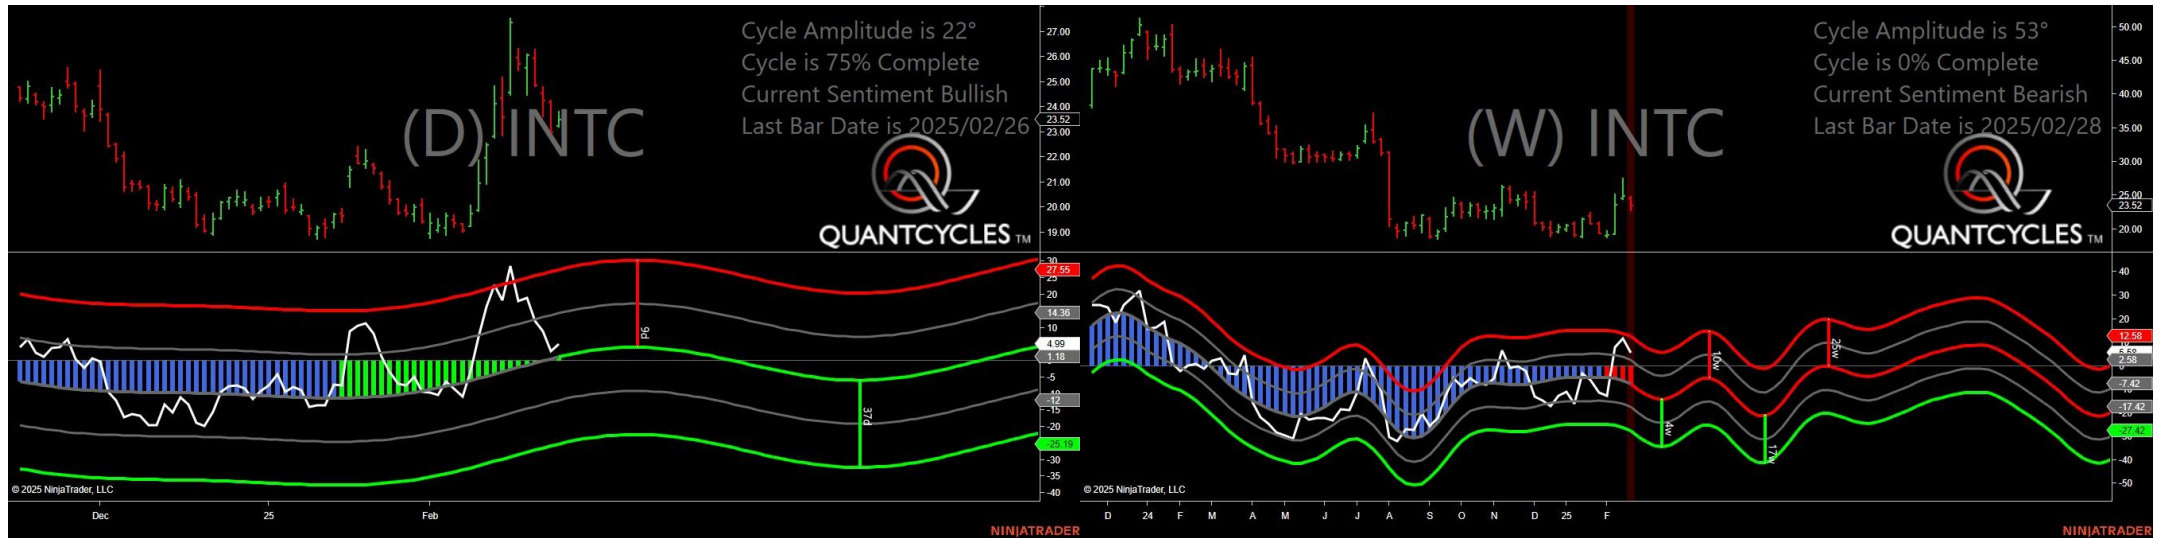 Cycle Amplitude is 22°
Cycle is 75% Complete
Current Sentiment Bullish
Last Bar Date is 2025/02/26
(D) INTC
QUANTCYCLES TM
27.00
26.00
25.00
24.00
23.52
23.00
22.00
21.00
20.00
19.00
30
27.55
25
20
14.36
10
4.99
1.18
-5
-12
-15
-20
-25.19
-30
-35
-40
9d
37d
© 2025 NinjaTrader, LLC
Dec
25
Feb
NINJATRADER
Cycle Amplitude is 53°
Cycle is 0% Complete
Current Sentiment Bearish
Last Bar Date is 2025/02/28
(W) INTC
QUANTCYCLES TM
50.00
45.00
40.00
35.00
30.00
25.00
23.52
20.00
40
30
20
12.58
2.58
-7.42
-17.42
-27.42
-40
-50
4w
10w
17w
25w
© 2025 NinjaTrader, LLC
D
24
F
M
A
M
J
J
A
S
O
N
D
25
F
NINJATRADER